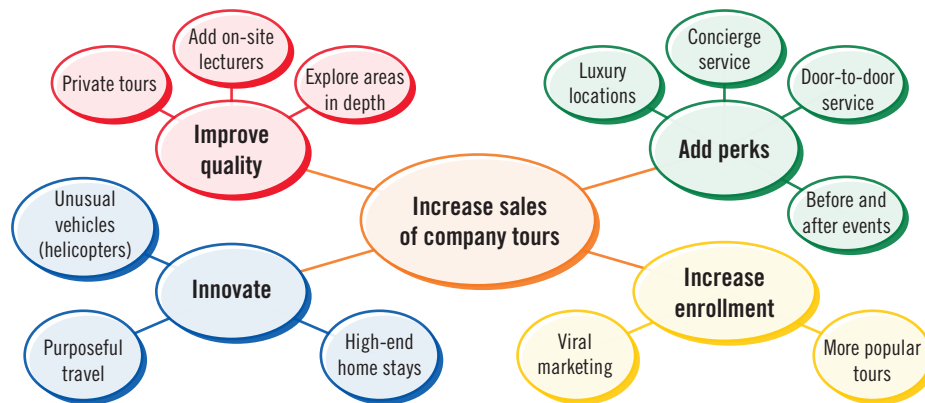 Add on-site
lecturers
Private tours
Explore areas
in depth
Improve
quality
Concierge
service
Luxury
locations
Door-to-door
service
Add perks
Before and
after events
Increase sales
of company tours
Unusual
vehicles
(helicopters)
Innovate
Purposeful
travel
High-end
home stays
Increase
enrollment
Viral
marketing
More popular
tours